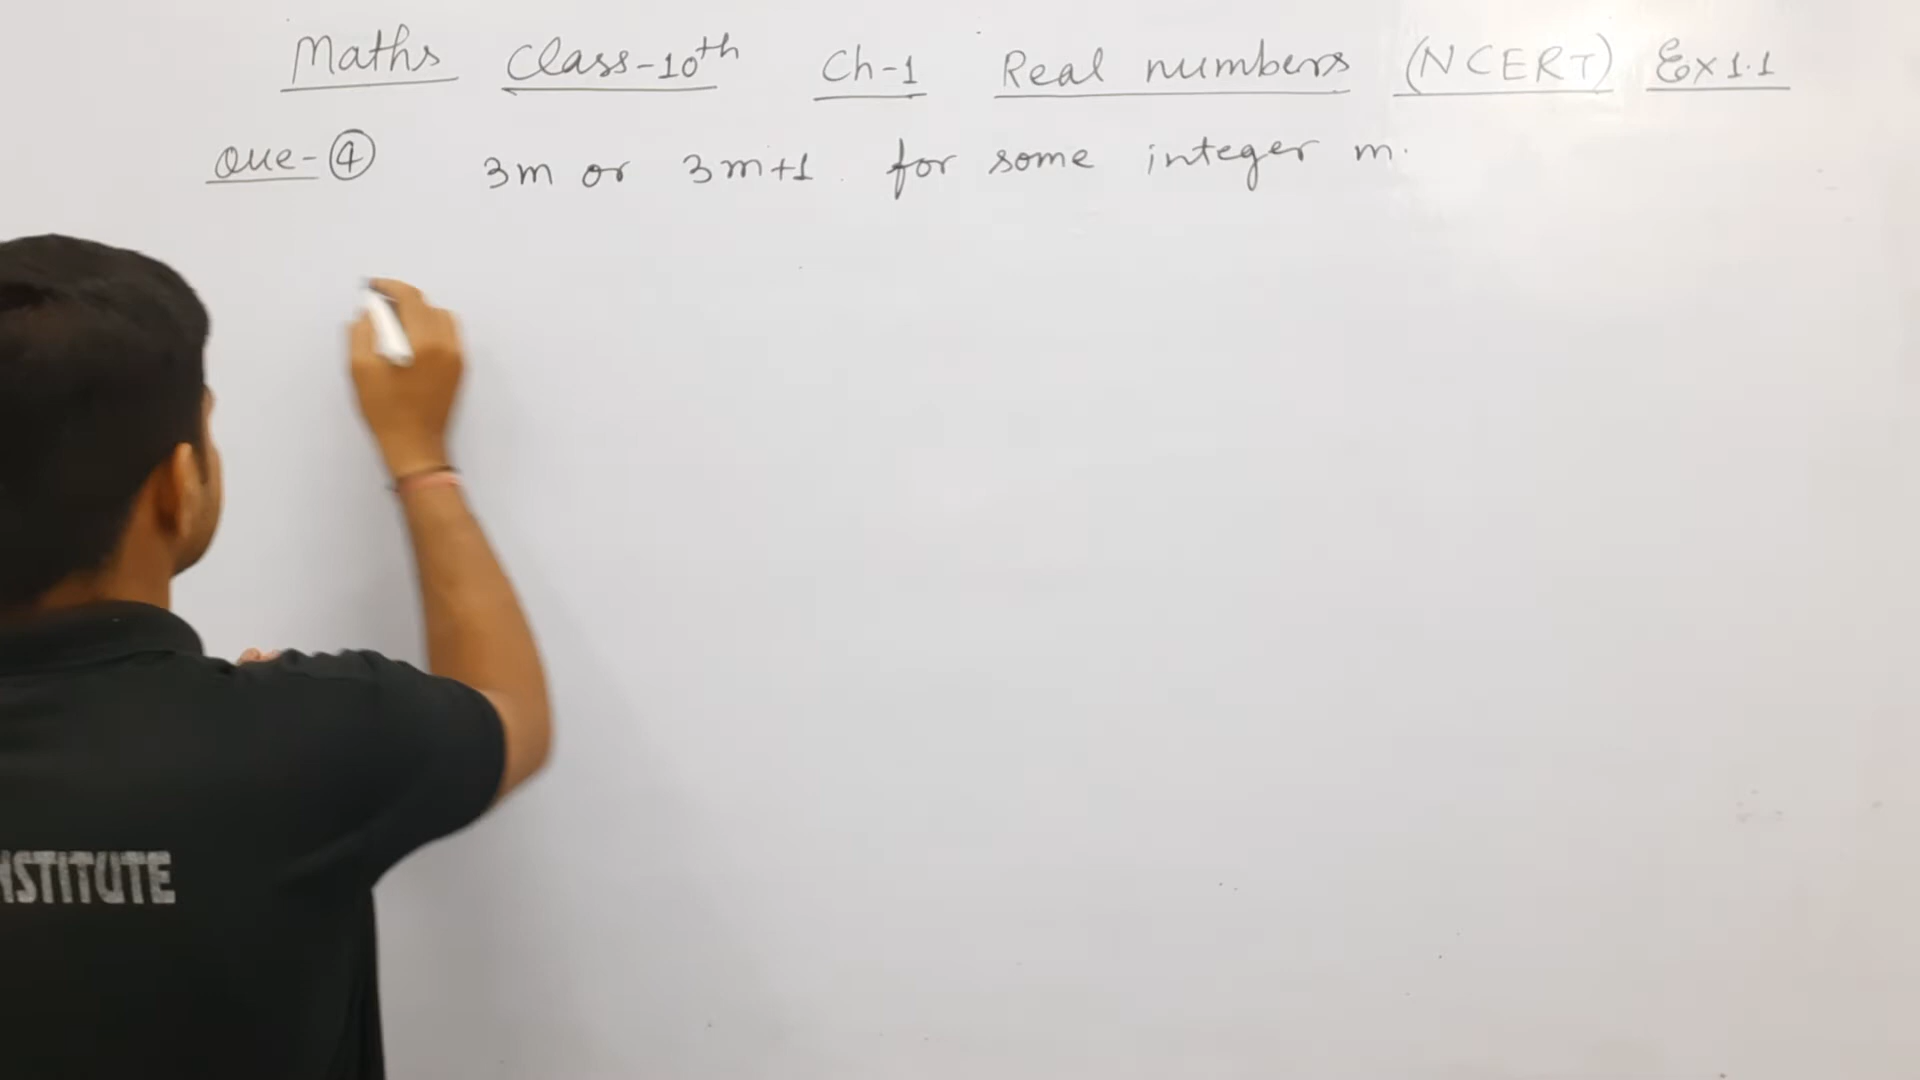 Maths Class-10th Ch-1 Real numbers (NCERT) Ex 1.1
Que-④ 3m or 3m+1 for some integer m.
NSTITUTE